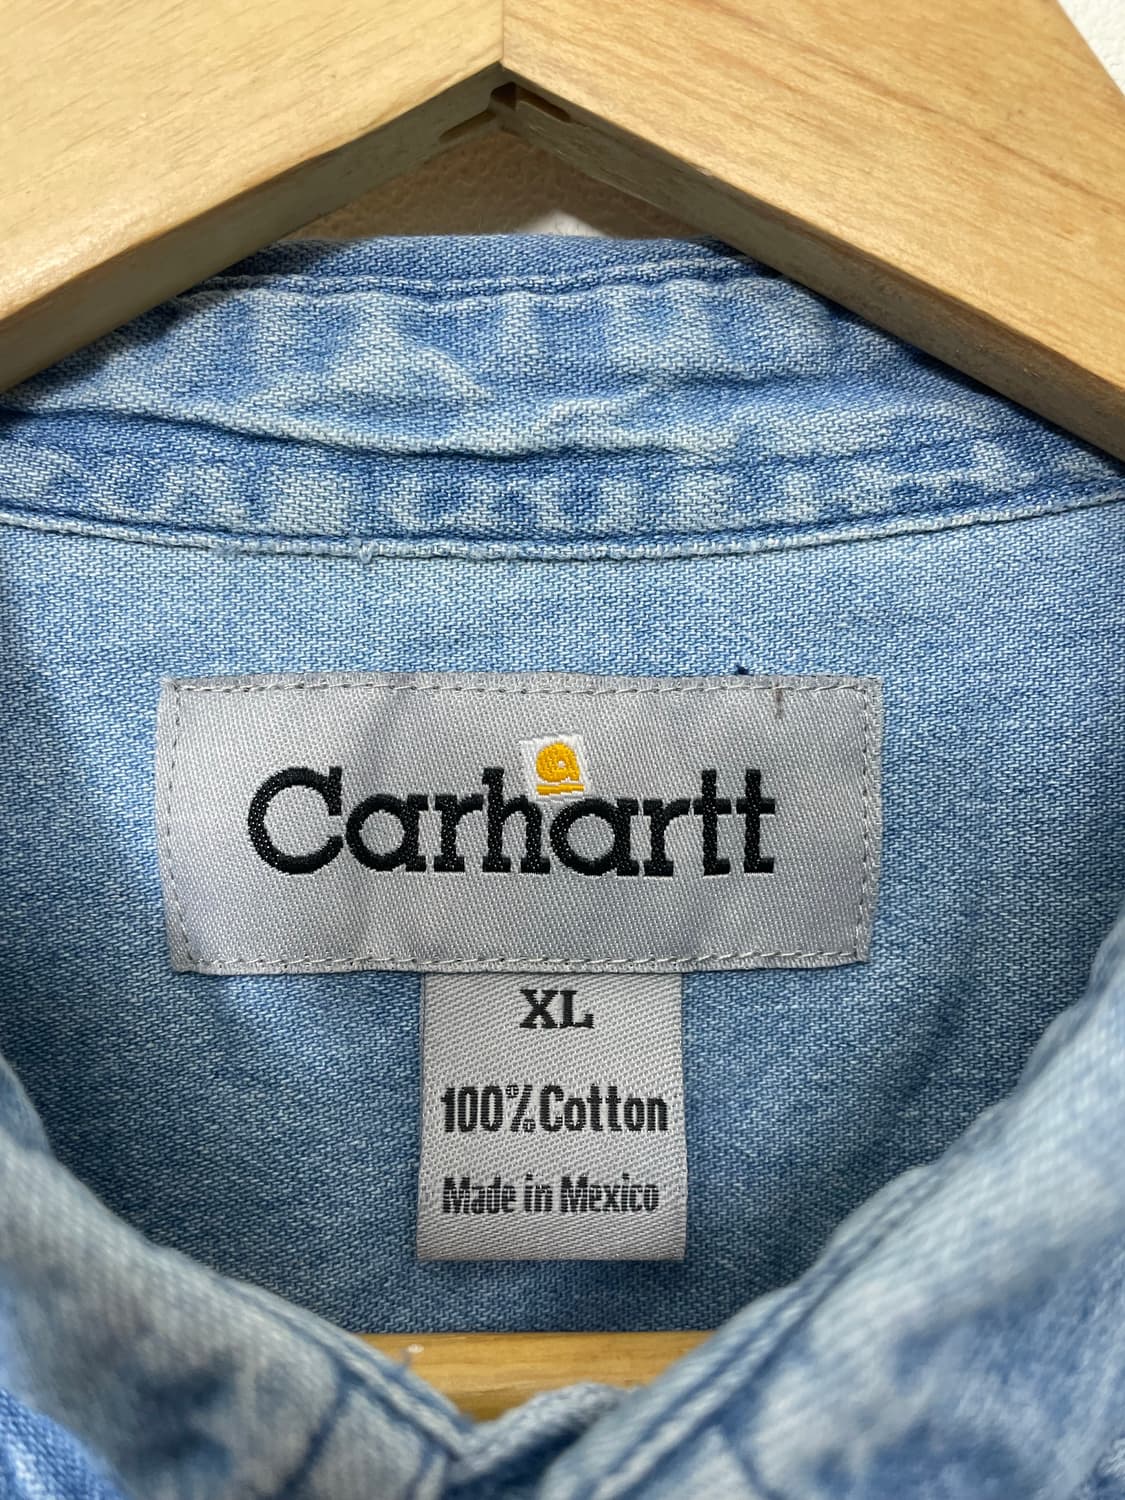 Carhartt
XL
100% Cotton
Made in Mexico